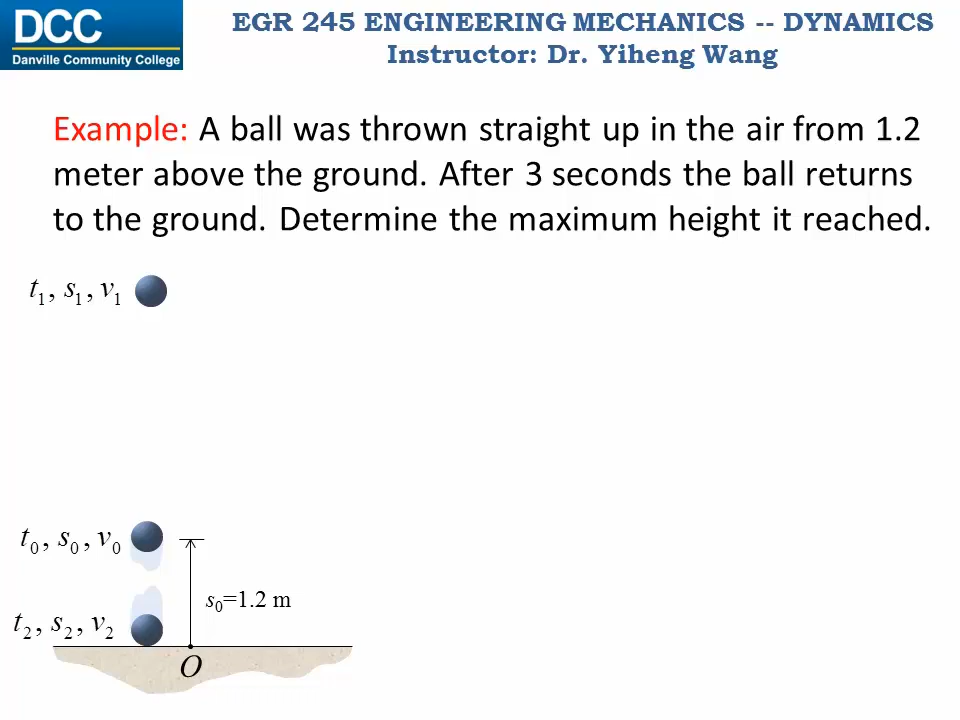 DCC
Danville Community College
EGR 245 ENGINEERING MECHANICS -- DYNAMICS
Instructor: Dr. Yiheng Wang
Example: A ball was thrown straight up in the air from 1.2
meter above the ground. After 3 seconds the ball returns
to the ground. Determine the maximum height it reached.
t₁, s₁, v₁
t₀, s₀, v₀
s₀=1.2 m
t₂, s₂, v₂
O